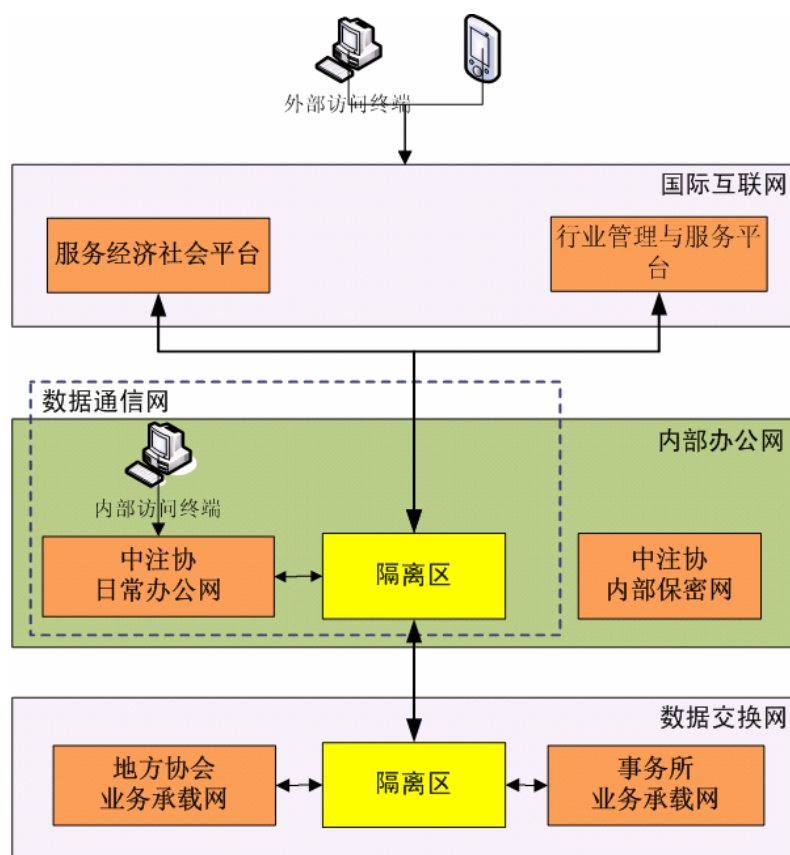 外部访问终端
国际互联网
服务经济社会平台
行业管理与服务平
台
数据通信网
内部办公网
内部访问终端
中注协
日常办公网
隔离区
中注协
内部保密网
数据交换网
地方协会
业务承载网
隔离区
事务所
业务承载网